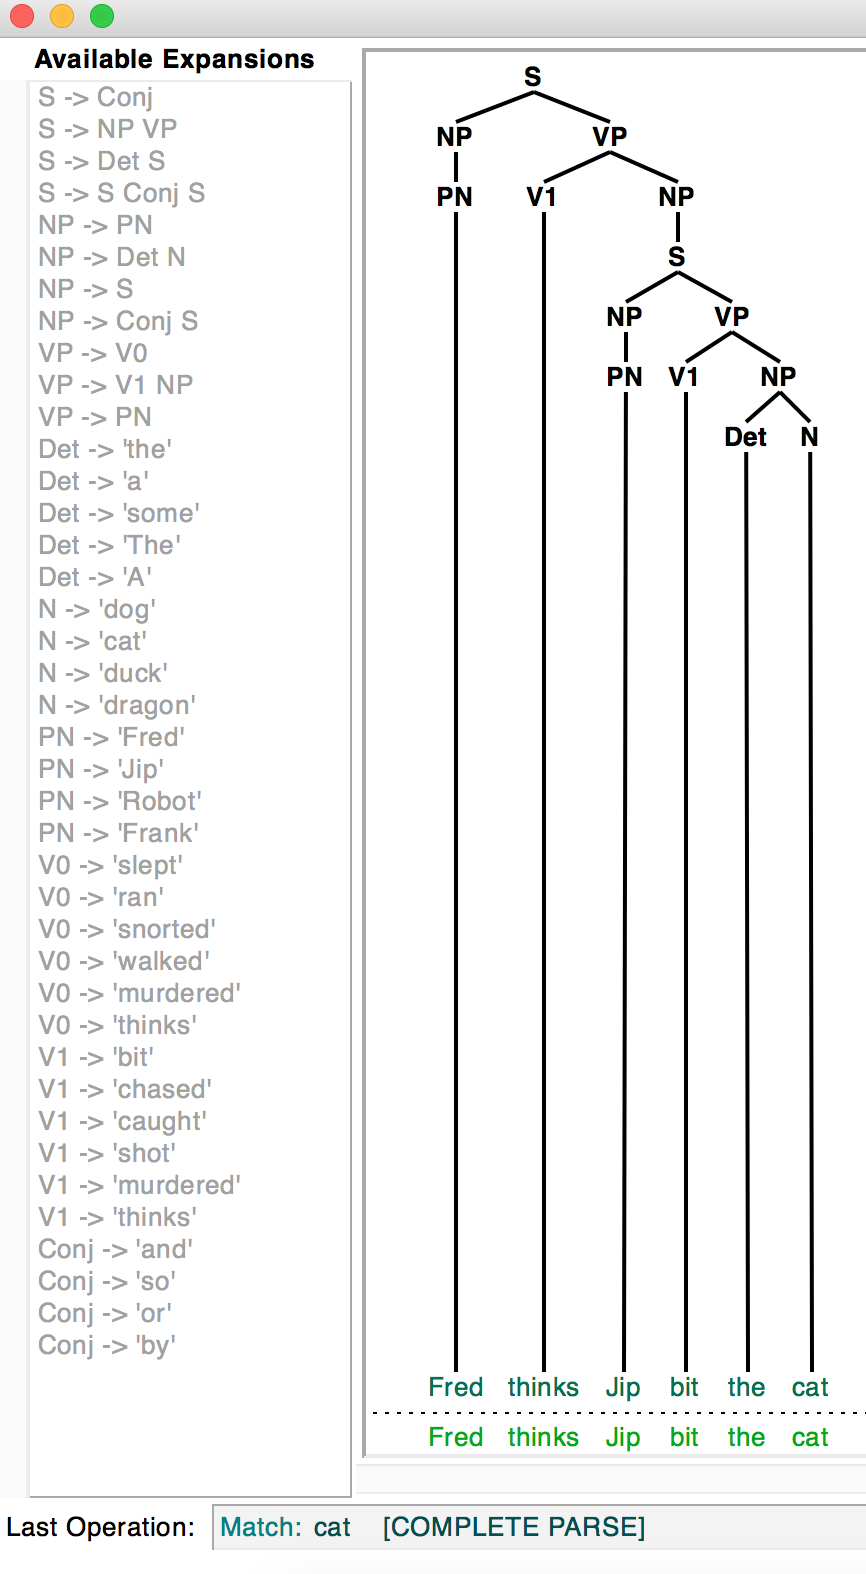 Available Expansions
S -> Conj
S -> NP VP
S -> Det S
S -> S Conj S
NP -> PN
NP -> Det N
NP -> S
NP -> Conj S
VP -> V0
VP -> V1 NP
VP -> PN
Det -> 'the'
Det -> 'a'
Det -> 'some'
Det -> 'The'
Det -> 'A'
N -> 'dog'
N -> 'cat'
N -> 'duck'
N -> 'dragon'
PN -> 'Fred'
PN -> 'Jip'
PN -> 'Robot'
PN -> 'Frank'
V0 -> 'slept'
V0 -> 'ran'
V0 -> 'snorted'
V0 -> 'walked'
V0 -> 'murdered'
V0 -> 'thinks'
V1 -> 'bit'
V1 -> 'chased'
V1 -> 'caught'
V1 -> 'shot'
V1 -> 'murdered'
V1 -> 'thinks'
Conj -> 'and'
Conj -> 'so'
Conj -> 'or'
Conj -> 'by'
S
NP VP
PN V1 NP
S
NP VP
PN V1 NP
Det N
Fred thinks Jip bit the cat
Fred thinks Jip bit the cat
Last Operation: Match: cat [COMPLETE PARSE]